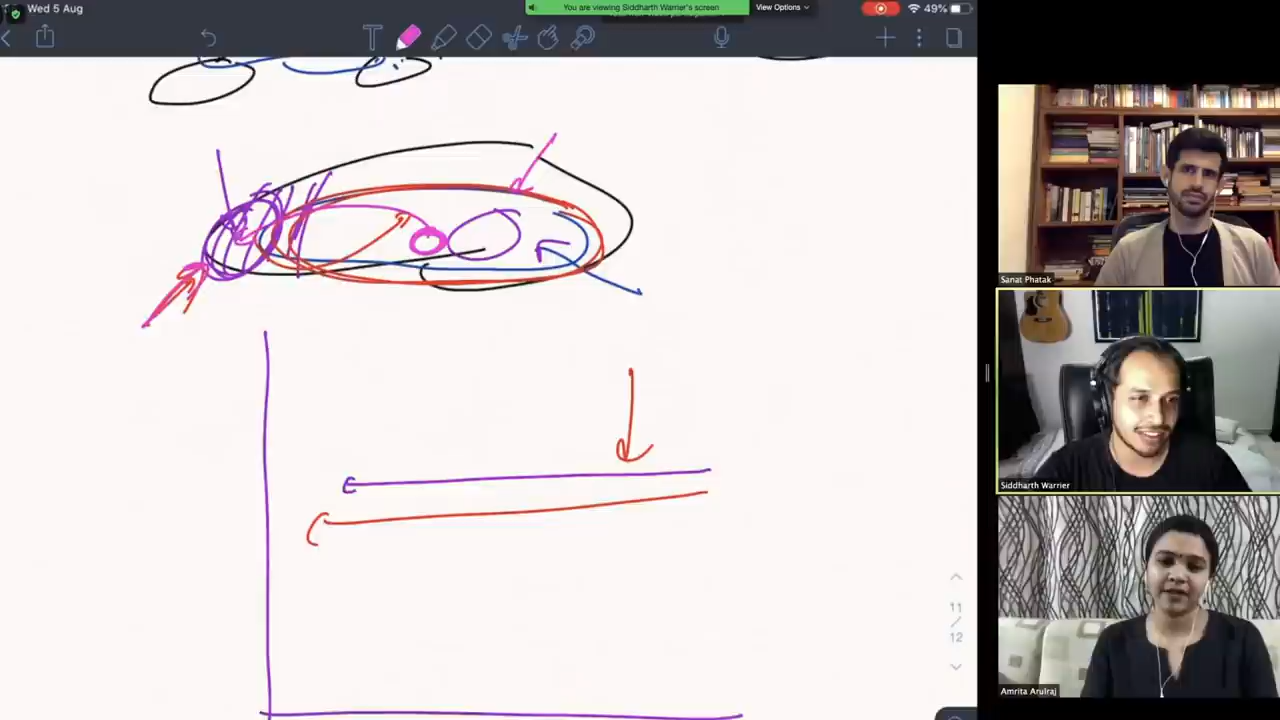 Wed 5 Aug
You are viewing Siddharth Warrier's screen
View Options
49%
T
11
/
12
Sanat Phatak
Siddharth Warrier
Amrita Arulraj